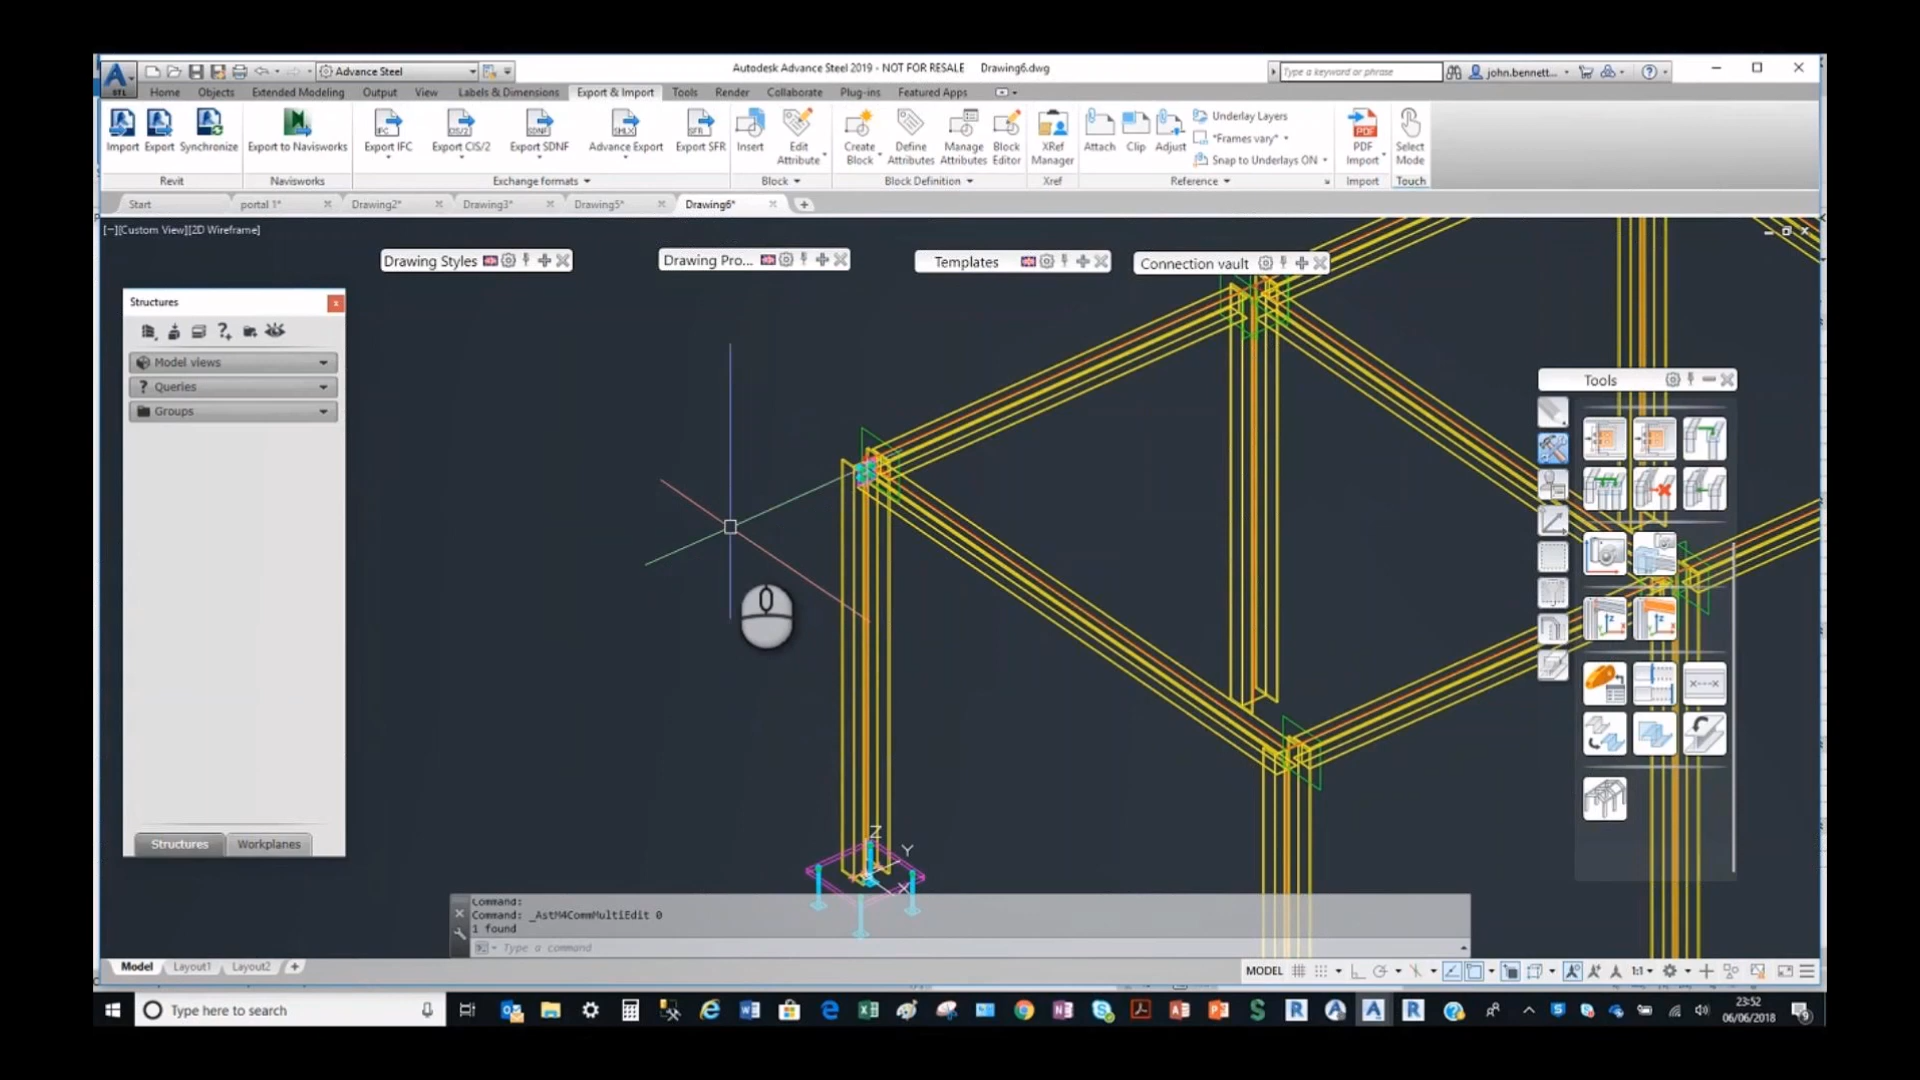 Advance Steel
Autodesk Advance Steel 2019 - NOT FOR RESALE Drawing6.dwg
Type a keyword or phrase
john.bennett...
STL
Home Objects Extended Modeling Output View Labels & Dimensions Export & Import Tools Render Collaborate Plug-ins Featured Apps
Import Export Synchronize Export to Navisworks Export IFC Export CIS/2 Export SDNF Advance Export Export SFR Insert Edit Attribute Create Block Define Attributes Manage Attributes Block Editor XRef Manager Attach Clip Adjust
Underlay Layers
*Frames vary*
Snap to Underlays ON
PDF Import Select Mode
Revit Navisworks Exchange formats Block Block Definition Xref Reference Import Touch
Start portal 1* Drawing2* Drawing3* Drawing5* Drawing6*
[−][Custom View][2D Wireframe]
Drawing Styles
Drawing Pro...
Templates
Connection vault
Structures
Model views
Queries
Groups
Structures Workplanes
Tools
Z
Y
X
Command:
Command: _AstM4CommMultiEdit 0
1 found
Type a command
Model Layout1 Layout2
MODEL
1:1
Type here to search
23:52
06/06/2018